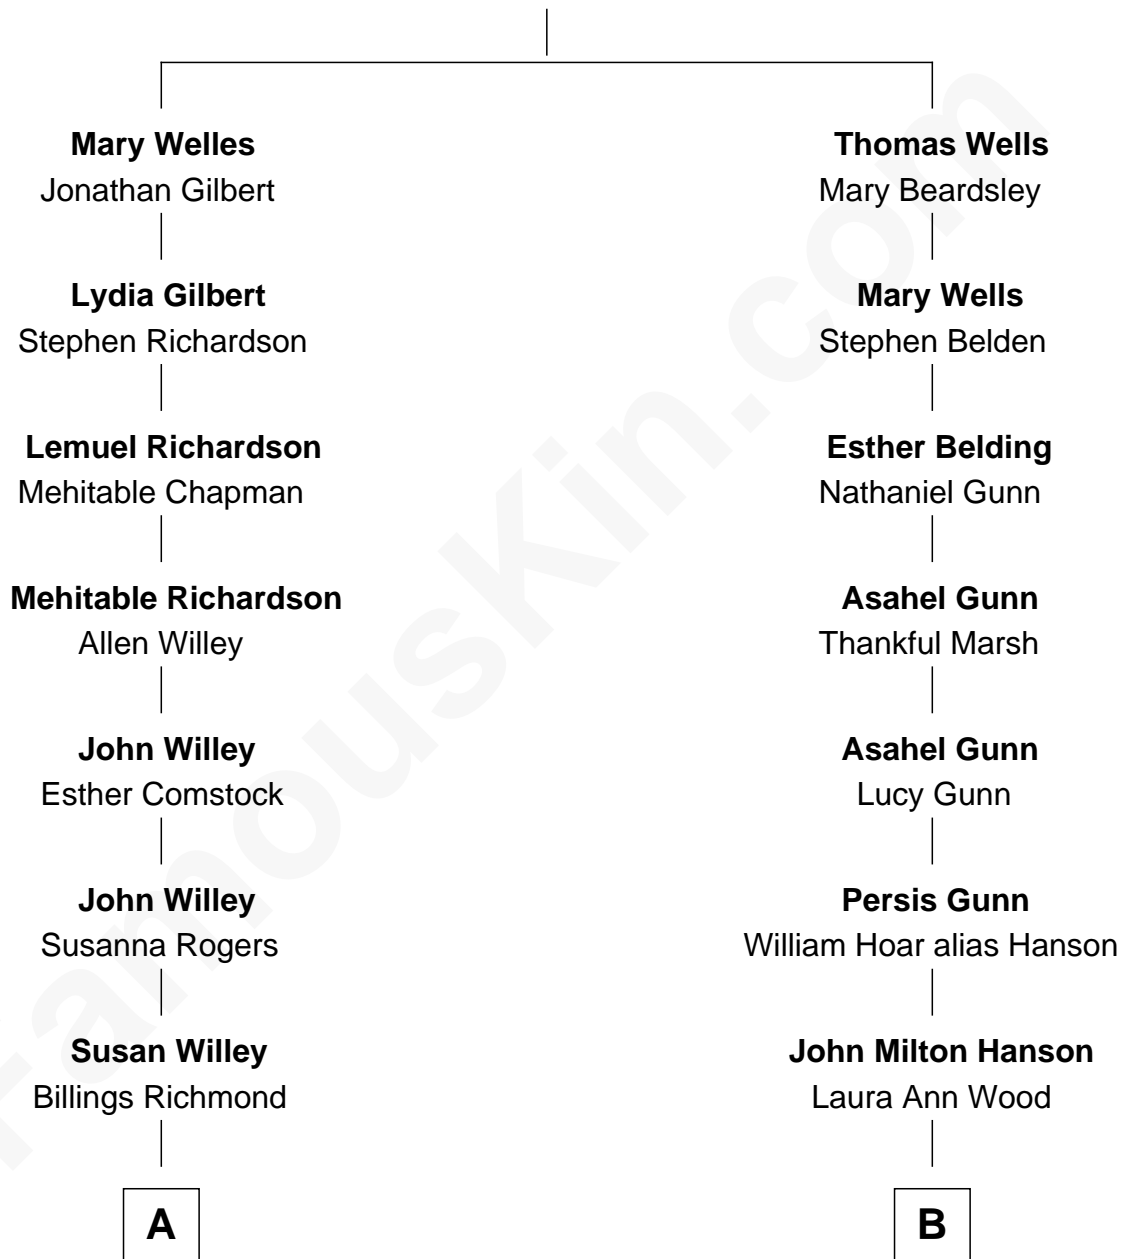 Mary Welles
Jonathan Gilbert
Lydia Gilbert
Stephen Richardson
Lemuel Richardson
Mehitable Chapman
Mehitable Richardson
Allen Willey
John Willey
Esther Comstock
John Willey
Susanna Rogers
Susan Willey
Billings Richmond
A
Thomas Wells
Mary Beardsley
Mary Wells
Stephen Belden
Esther Belding
Nathaniel Gunn
Asahel Gunn
Thankful Marsh
Asahel Gunn
Lucy Gunn
Persis Gunn
William Hoar alias Hanson
John Milton Hanson
Laura Ann Wood
B
FamousKin.com